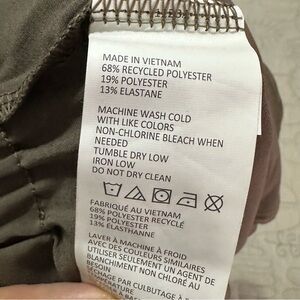 MADE IN VIETNAM
68% RECYCLED POLYESTER
19% POLYESTER
13% ELASTANE
MACHINE WASH COLD
WITH LIKE COLORS
NON-CHLORINE BLEACH WHEN
NEEDED
TUMBLE DRY LOW
IRON LOW
DO NOT DRY CLEAN
FABRIQUÉ AU VIETNAM
68% POLYESTER RECYCLÉ
19% POLYESTER
13% ÉLASTHANNE
LAVER À MACHINE À FROID
AVEC DES COULEURS SIMILAIRES
UTILISER SEULEMENT UN AGENT DE
BLANCHIMENT NON CHLORÉ AU
BESOIN
SÉCHAGE PAR CULBUTAGE À